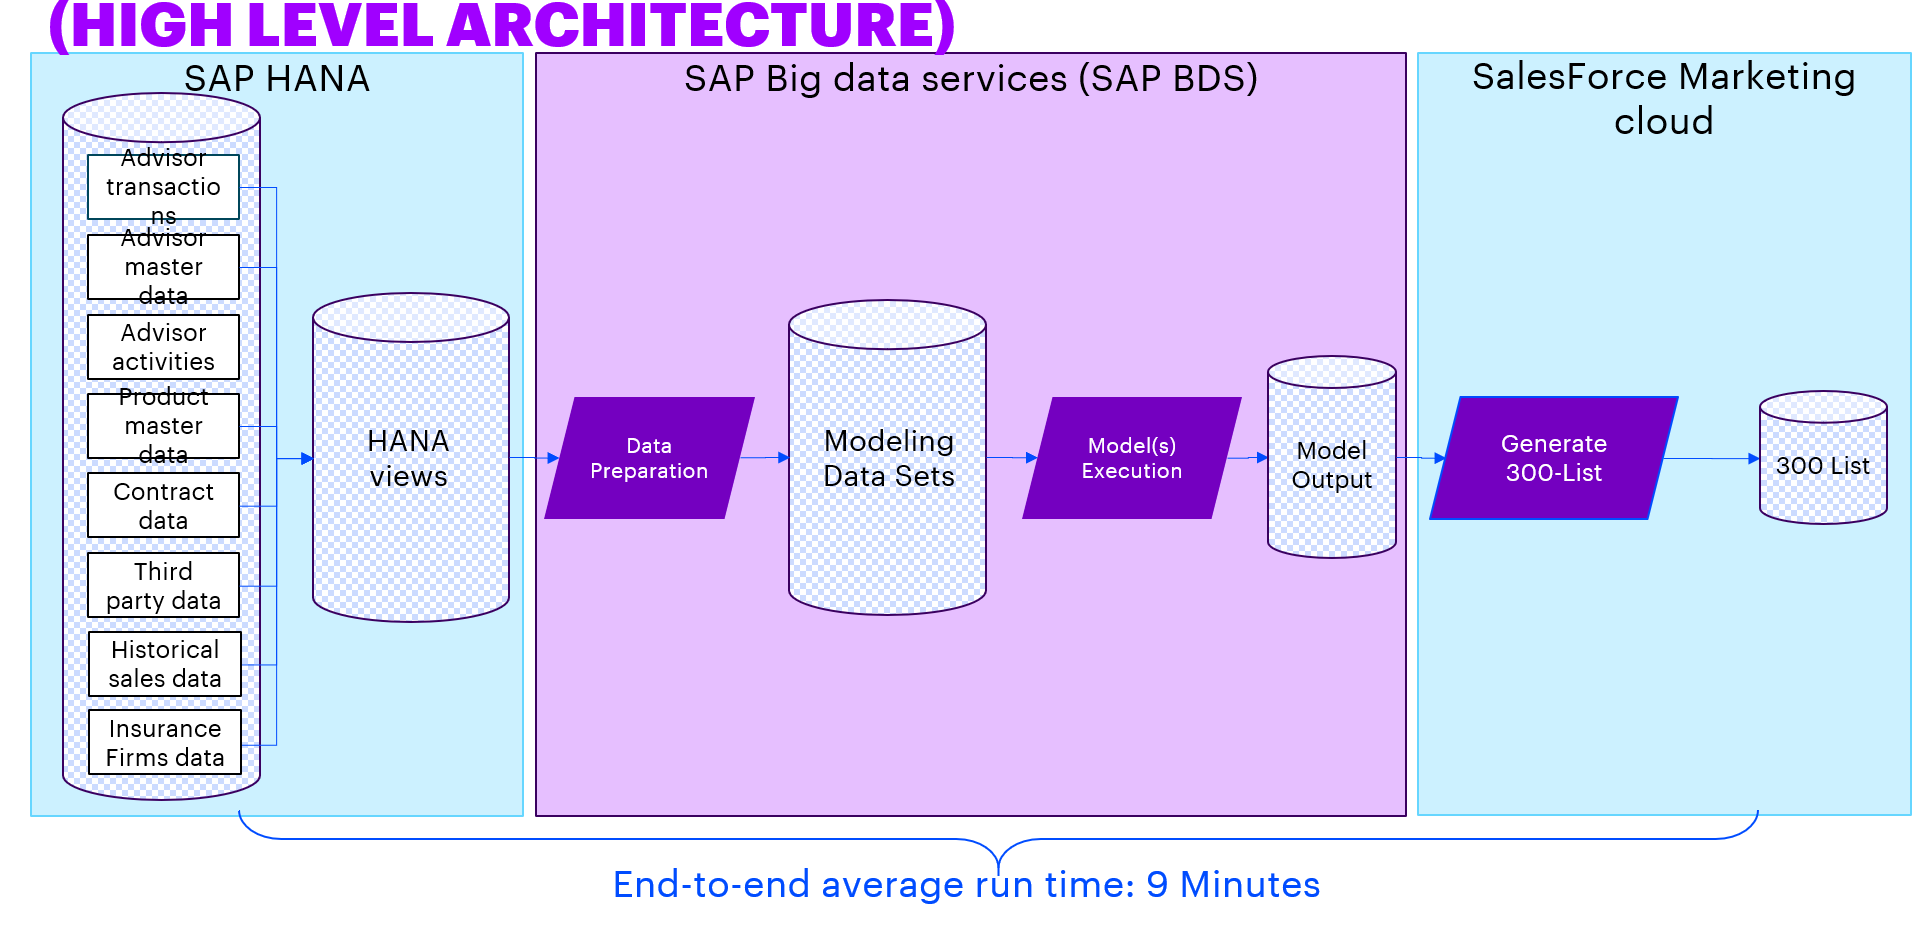 (HIGH LEVEL ARCHITECTURE)
SAP HANA
Advisor
transactio
ns
Advisor
master
data
Advisor
activities
Product
master
data
Contract
data
Third
party data
Historical
sales data
Insurance
Firms data
HANA
views
SAP Big data services (SAP BDS)
Data
Preparation
Modeling
Data Sets
Model(s)
Execution
Model
Output
SalesForce Marketing
cloud
Generate
300-List
300 List
End-to-end average run time: 9 Minutes